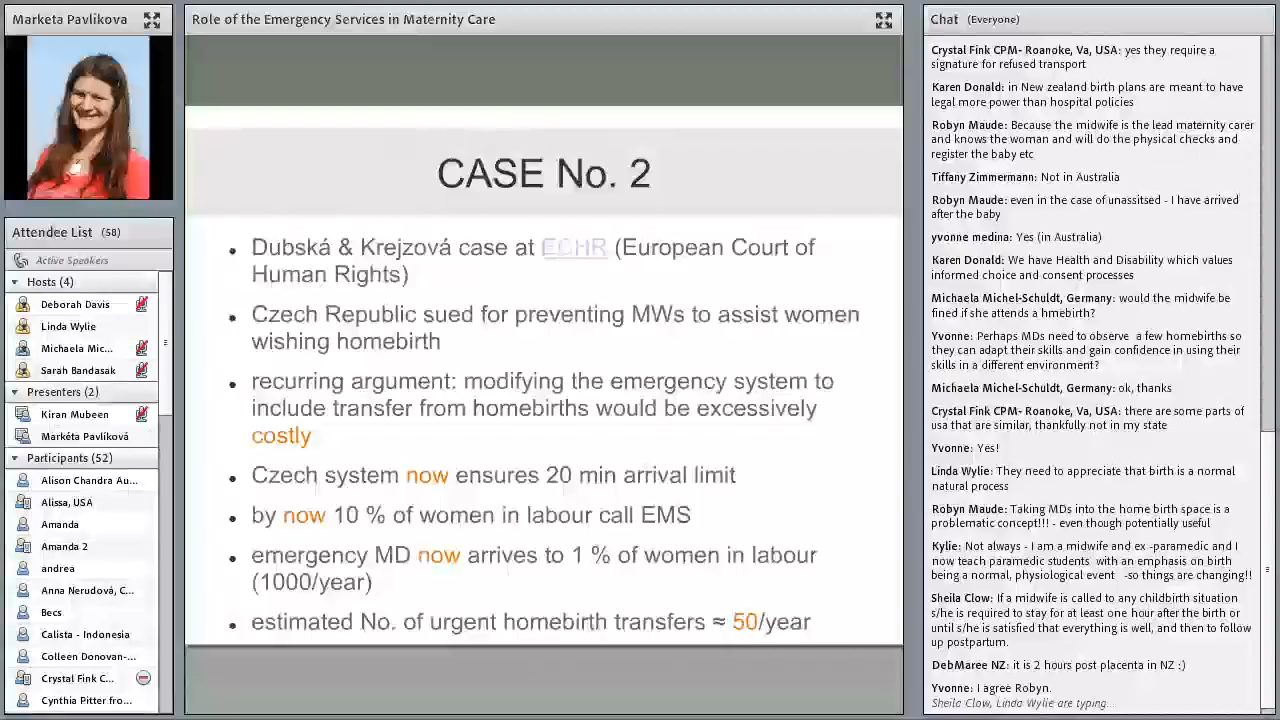 Marketa Pavlikova
Attendee List (58)
Active Speakers
Hosts (4)
Deborah Davis
Linda Wylie
Michaela Mic...
Sarah Bandasak
Presenters (2)
Kiran Mubeen
Markéta Pavlíková
Participants (52)
Alison Chandra Au...
Alissa, USA
Amanda
Amanda 2
andrea
Anna Nerudová, C...
Becs
Calista - Indonesia
Colleen Donovan-...
Crystal Fink C...
Cynthia Pitter fro...
Role of the Emergency Services in Maternity Care
CASE No. 2
• Dubská & Krejzová case at ECHR (European Court of
Human Rights)
• Czech Republic sued for preventing MWs to assist women
wishing homebirth
• recurring argument: modifying the emergency system to
include transfer from homebirths would be excessively
costly
• Czech system now ensures 20 min arrival limit
• by now 10 % of women in labour call EMS
• emergency MD now arrives to 1 % of women in labour
(1000/year)
• estimated No. of urgent homebirth transfers ≈ 50/year
Chat (Everyone)
Crystal Fink CPM- Roanoke, Va, USA: yes they require a
signature for refused transport
Karen Donald: in New zealand birth plans are meant to have
legal more power than hospital policies
Robyn Maude: Because the midwife is the lead maternity carer
and knows the woman and will do the physical checks and
register the baby etc
Tiffany Zimmermann: Not in Australia
Robyn Maude: even in the case of unassitsed - I have arrived
after the baby
yvonne medina: Yes (in Australia)
Karen Donald: We have Health and Disability which values
informed choice and consent processes
Michaela Michel-Schuldt, Germany: would the midwife be
fined if she attends a hmebirth?
Yvonne: Perhaps MDs need to observe a few homebirths so
they can adapt their skills and gain confidence in using their
skills in a different environment?
Michaela Michel-Schuldt, Germany: ok, thanks
Crystal Fink CPM- Roanoke, Va, USA: there are some parts of
usa that are similar, thankfully not in my state
Yvonne: Yes!
Linda Wylie: They need to appreciate that birth is a normal
natural process
Robyn Maude: Taking MDs into the home birth space is a
problematic concept!!! - even though potentially useful
Kylie: Not always - I am a midwife and ex -paramedic and I
now teach paramedic students with an emphasis on birth
being a normal, physiological event -so things are changing!!
Sheila Clow: If a midwife is called to any childbirth situation
s/he is required to stay for at least one hour after the birth or
until s/he is satisfied that everything is well, and then to follow
up postpartum.
DebMaree NZ: it is 2 hours post placenta in NZ :)
Yvonne: I agree Robyn.
Sheila Clow, Linda Wylie are typing...